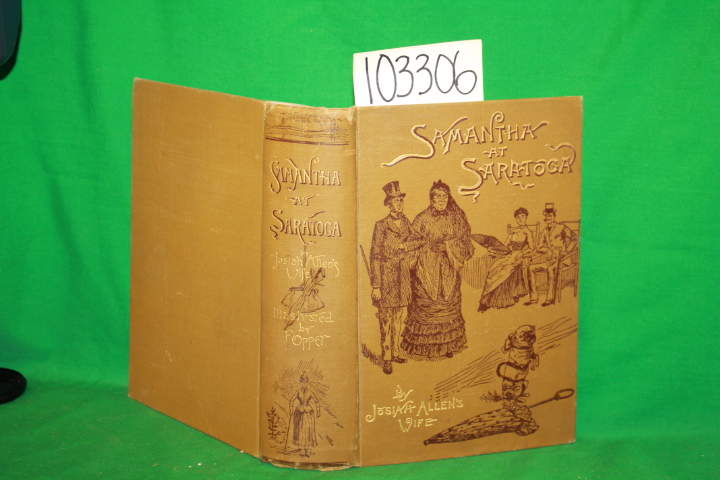 103306
SAMANTHA
AT
SARATOGA
by
JOSIAH ALLEN'S
WIFE
SAMANTHA
AT
SARATOGA
Josiah Allen's
Wife
Illustrated
by
Opper